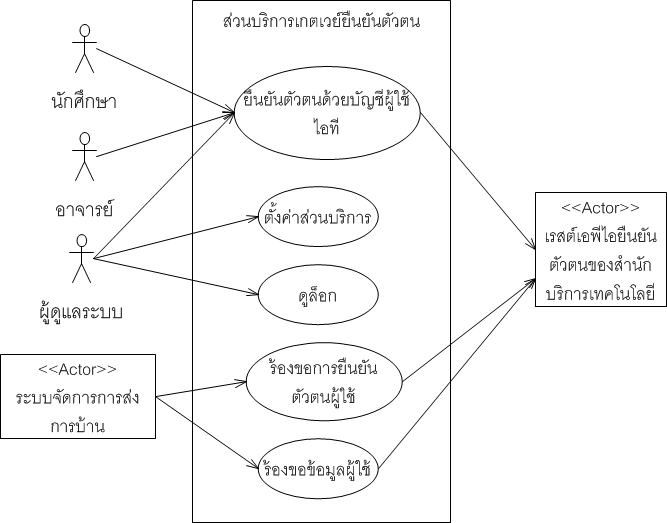 ส่วนบริการเกตเวย์ยืนยันตัวตน
นักศึกษา
ยืนยันตัวตนด้วยบัญชีผู้ใช้
ไอที
อาจารย์
ตั้งค่าส่วนบริการ
<<Actor>>
เรสต์เอพีไอยืนยัน
ตัวตนของสำนัก
บริการเทคโนโลยี
ผู้ดูแลระบบ
ดูล็อก
<<Actor>>
ระบบจัดการการส่ง
การบ้าน
ร้องขอการยืนยัน
ตัวตนผู้ใช้
ร้องขอข้อมูลผู้ใช้